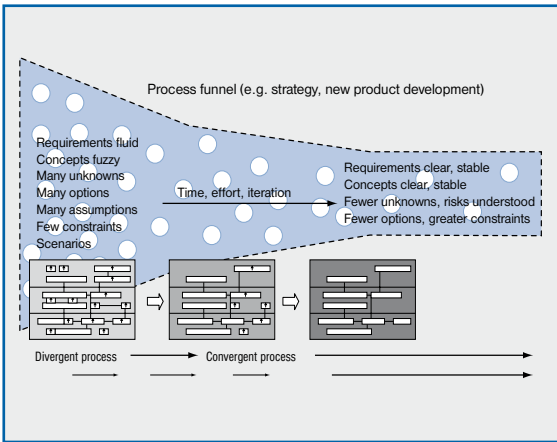 Process funnel (e.g. strategy, new product development)
Requirements fluid
Concepts fuzzy
Many unknowns
Many options
Many assumptions
Few constraints
Scenarios
Time, effort, iteration
Requirements clear, stable
Concepts clear, stable
Fewer unknowns, risks understood
Fewer options, greater constraints
Divergent process
Convergent process